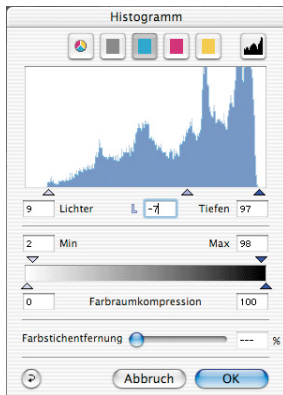 Histogramm
9 Lichter L -7 Tiefen 97
2 Min Max 98
0 Farbraumkompression 100
Farbstichentfernung --- %
Abbruch OK